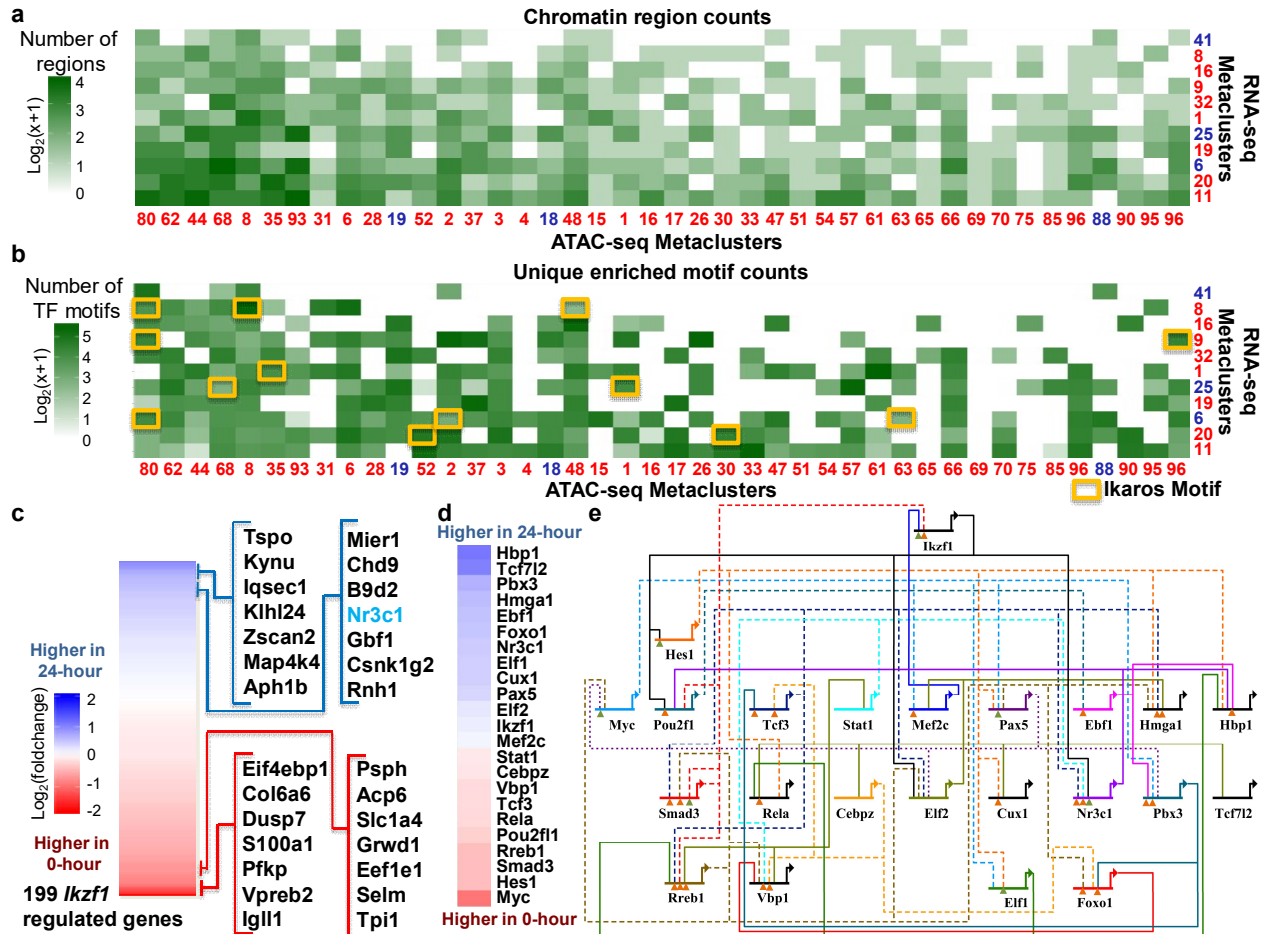 a
Chromatin region counts
Number of
regions
Log2(x+1)
4
3
2
1
0
41
8
16
9
32
1
25
19
6
20
11
RNA-seq
Metaclusters
80 62 44 68 8 35 93 31 6 28 19 52 2 37 3 4 18 48 15 1 16 17 26 30 33 47 51 54 57 61 63 65 66 69 70 75 85 96 88 90 95 96
ATAC-seq Metaclusters
b
Unique enriched motif counts
Number of
TF motifs
Log2(x+1)
5
4
3
2
1
0
41
8
16
9
32
1
25
19
6
20
11
RNA-seq
Metaclusters
80 62 44 68 8 35 93 31 6 28 19 52 2 37 3 4 18 48 15 1 16 17 26 30 33 47 51 54 57 61 63 65 66 69 70 75 85 96 88 90 95 96
ATAC-seq Metaclusters
Ikaros Motif
c
Higher in
24-hour
Log2(foldchange)
2
1
0
-1
-2
Higher in
0-hour
199 Ikzf1
regulated genes
Tspo
Kynu
Iqsec1
Klhl24
Zscan2
Map4k4
Aph1b
Mier1
Chd9
B9d2
Nr3c1
Gbf1
Csnk1g2
Rnh1
Eif4ebp1
Col6a6
Dusp7
S100a1
Pfkp
Vpreb2
Igll1
Psph
Acp6
Slc1a4
Grwd1
Eef1e1
Selm
Tpi1
d
Higher in 24-hour
Hbp1
Tcf7l2
Pbx3
Hmga1
Ebf1
Foxo1
Nr3c1
Elf1
Cux1
Pax5
Elf2
Ikzf1
Mef2c
Stat1
Cebpz
Vbp1
Tcf3
Rela
Pou2fl1
Rreb1
Smad3
Hes1
Myc
Higher in 0-hour
e
Ikzf1
Hes1
Myc Pou2f1 Tcf3 Stat1 Mef2c Pax5 Ebf1 Hmga1 Hbp1
Smad3 Rela Cebpz Elf2 Cux1 Nr3c1 Pbx3 Tcf7l2
Rreb1 Vbp1 Elf1 Foxo1